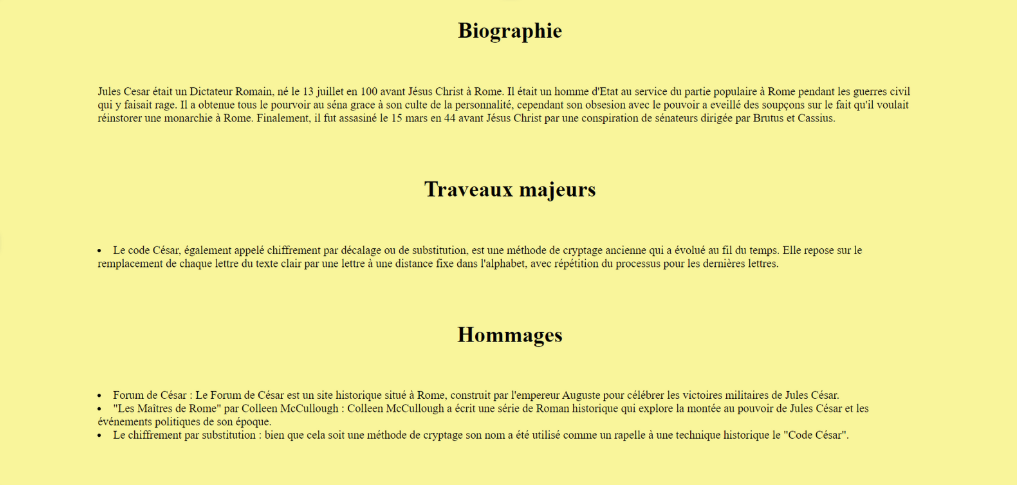 Biographie
Jules Cesar était un Dictateur Romain, né le 13 juillet en 100 avant Jésus Christ à Rome. Il était un homme d'Etat au service du partie populaire à Rome pendant les guerres civil
qui y faisait rage. Il a obtenue tous le pourvoir au séna grace à son culte de la personnalité, cependant son obsesion avec le pouvoir a eveillé des soupçons sur le fait qu'il voulait
réinstorer une monarchie à Rome. Finalement, il fut assasiné le 15 mars en 44 avant Jésus Christ par une conspiration de sénateurs dirigée par Brutus et Cassius.
Traveaux majeurs
• Le code César, également appelé chiffrement par décalage ou de substitution, est une méthode de cryptage ancienne qui a évolué au fil du temps. Elle repose sur le
remplacement de chaque lettre du texte clair par une lettre à une distance fixe dans l'alphabet, avec répétition du processus pour les dernières lettres.
Hommages
• Forum de César : Le Forum de César est un site historique situé à Rome, construit par l'empereur Auguste pour célébrer les victoires militaires de Jules César.
• "Les Maîtres de Rome" par Colleen McCullough : Colleen McCullough a écrit une série de Roman historique qui explore la montée au pouvoir de Jules César et les
événements politiques de son époque.
• Le chiffrement par substitution : bien que cela soit une méthode de cryptage son nom a été utilisé comme un rapelle à une technique historique le "Code César".